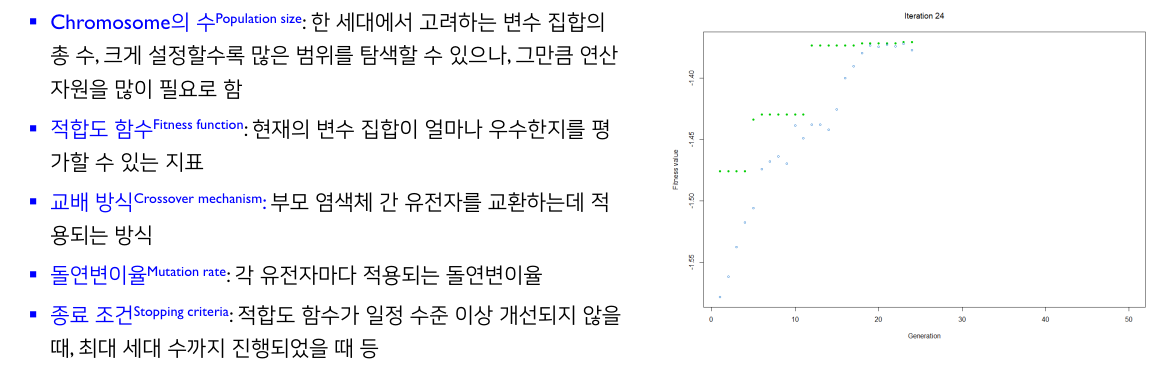 ▪ Chromosome의 수Population size: 한 세대에서 고려하는 변수 집합의
총 수, 크게 설정할수록 많은 범위를 탐색할 수 있으나, 그만큼 연산
자원을 많이 필요로 함
▪ 적합도 함수Fitness function: 현재의 변수 집합이 얼마나 우수한지를 평
가할 수 있는 지표
▪ 교배 방식Crossover mechanism: 부모 염색체 간 유전자를 교환하는데 적
용되는 방식
▪ 돌연변이율Mutation rate: 각 유전자마다 적용되는 돌연변이율
▪ 종료 조건Stopping criteria: 적합도 함수가 일정 수준 이상 개선되지 않을
때, 최대 세대 수까지 진행되었을 때 등
Iteration 24
Fitness value
-1.40
-1.45
-1.50
-1.55
0 10 20 30 40 50
Generation